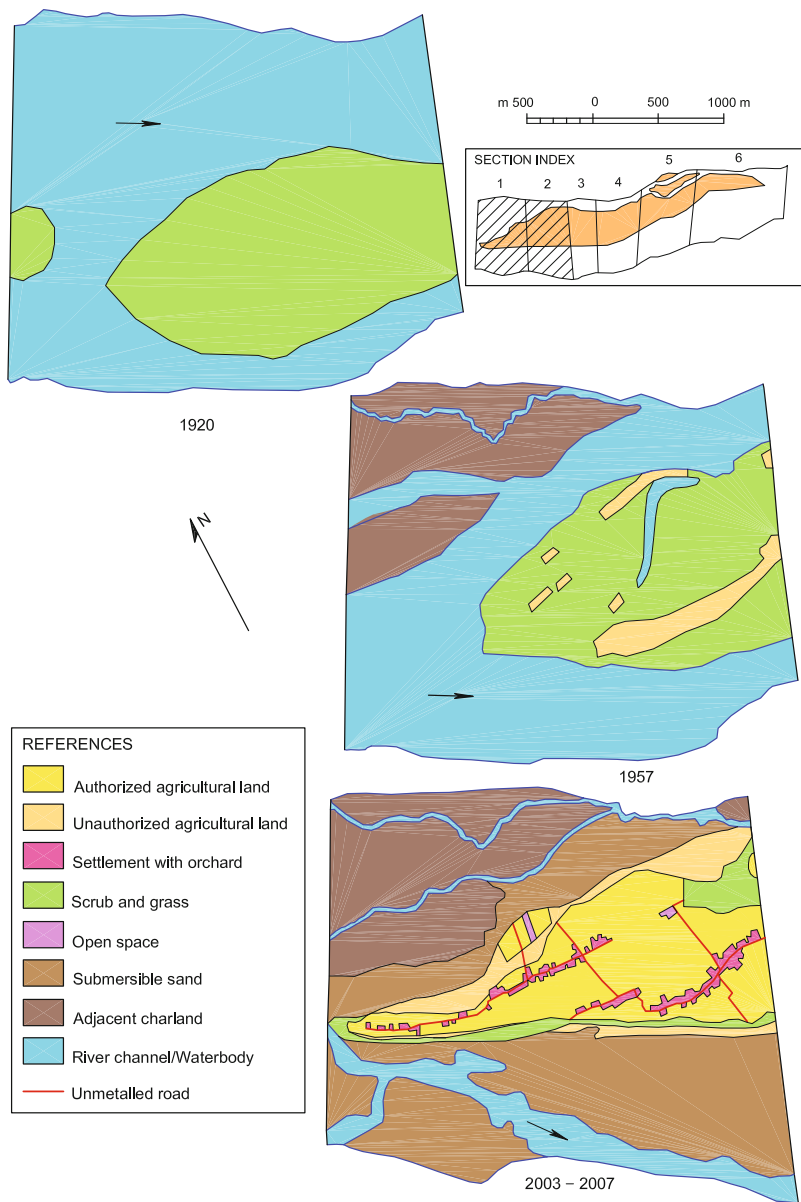 m 500 0 500 1000 m
SECTION INDEX
1 2 3 4 5 6
1920
N
1957
REFERENCES
Authorized agricultural land
Unauthorized agricultural land
Settlement with orchard
Scrub and grass
Open space
Submersible sand
Adjacent charland
River channel/Waterbody
Unmetalled road
2003 – 2007